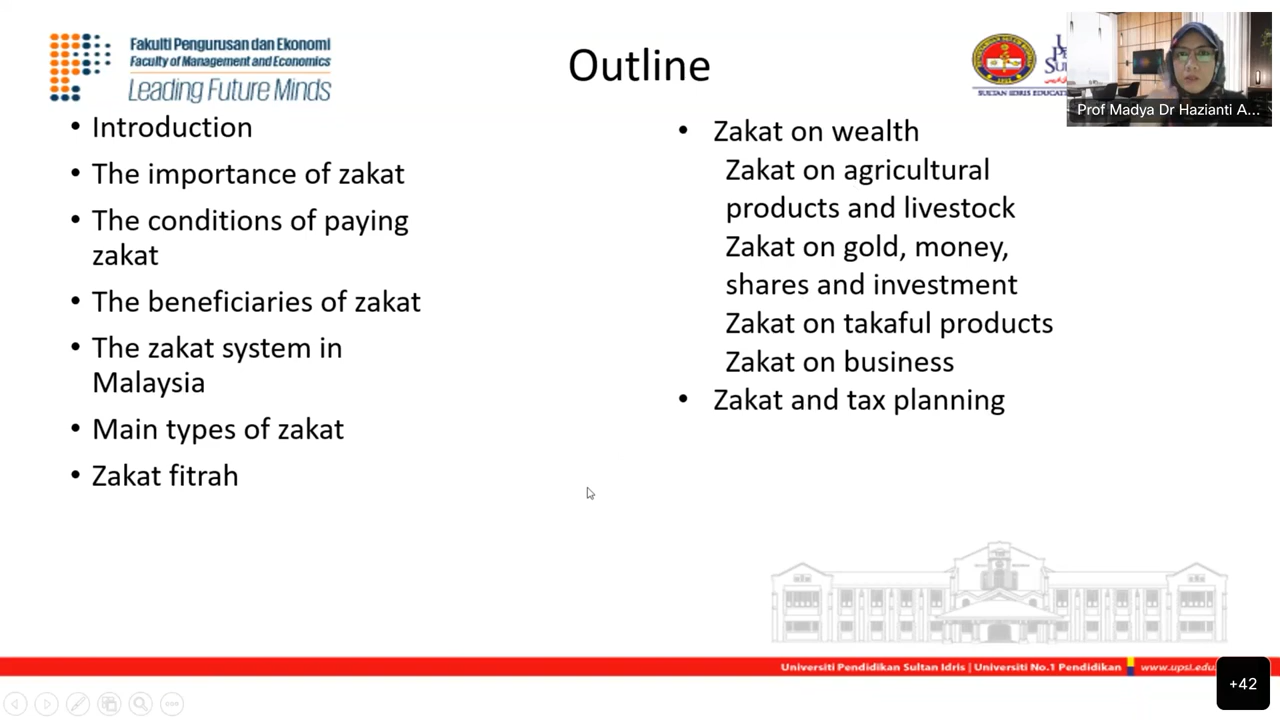 Fakulti Pengurusan dan Ekonomi
Faculty of Management and Economics
Leading Future Minds
Outline
SULTAN IDRIS EDUCAT
Prof Madya Dr Hazianti A...
• Introduction
• The importance of zakat
• The conditions of paying
zakat
• The beneficiaries of zakat
• The zakat system in
Malaysia
• Main types of zakat
• Zakat fitrah
• Zakat on wealth
Zakat on agricultural
products and livestock
Zakat on gold, money,
shares and investment
Zakat on takaful products
Zakat on business
• Zakat and tax planning
Universiti Pendidikan Sultan Idris | Universiti No.1 Pendidikan
www.upsi.edu.
+42